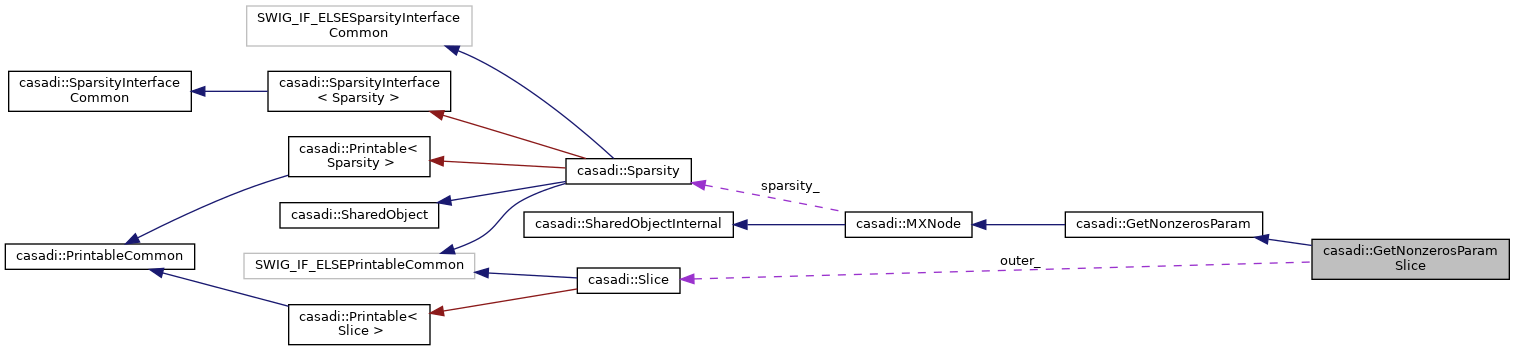 SWIG_IF_ELSESparsityInterface
Common
casadi::SparsityInterface
Common
casadi::SparsityInterface
< Sparsity >
casadi::Printable<
Sparsity >
casadi::Sparsity
sparsity_
casadi::SharedObject
casadi::SharedObjectInternal
casadi::MXNode
casadi::GetNonzerosParam
casadi::PrintableCommon
SWIG_IF_ELSEPrintableCommon
casadi::GetNonzerosParam
Slice
outer_
casadi::Slice
casadi::Printable<
Slice >